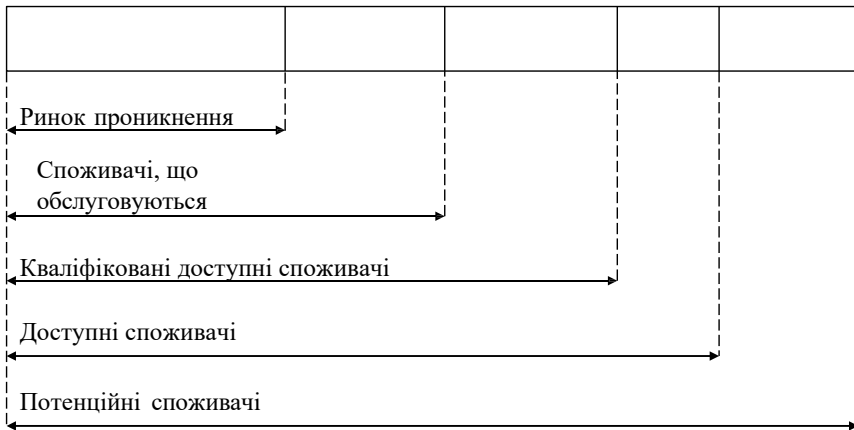 Ринок проникнення
Споживачі, що
обслуговуються
Кваліфіковані доступні споживачі
Доступні споживачі
Потенційні споживачі